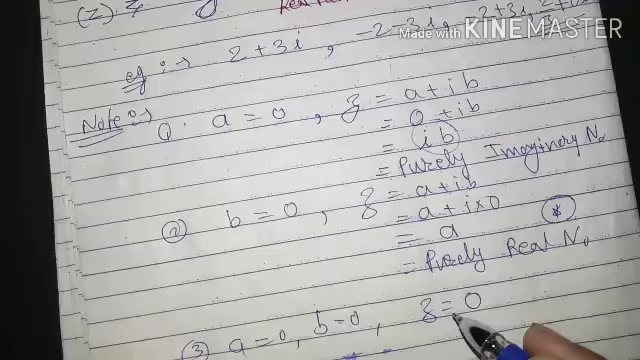 (z)
Made with KINEMASTER
eg :→ 2+3i, -2-3i, -2+3i,
Note :→ 1. a=0, z = a+ib
= 0+ib
= ib
= Purely Imaginary No
② b=0, z = a+ib
= a+i×0
= a
= Purely Real No
③ a=0, b=0, z=0